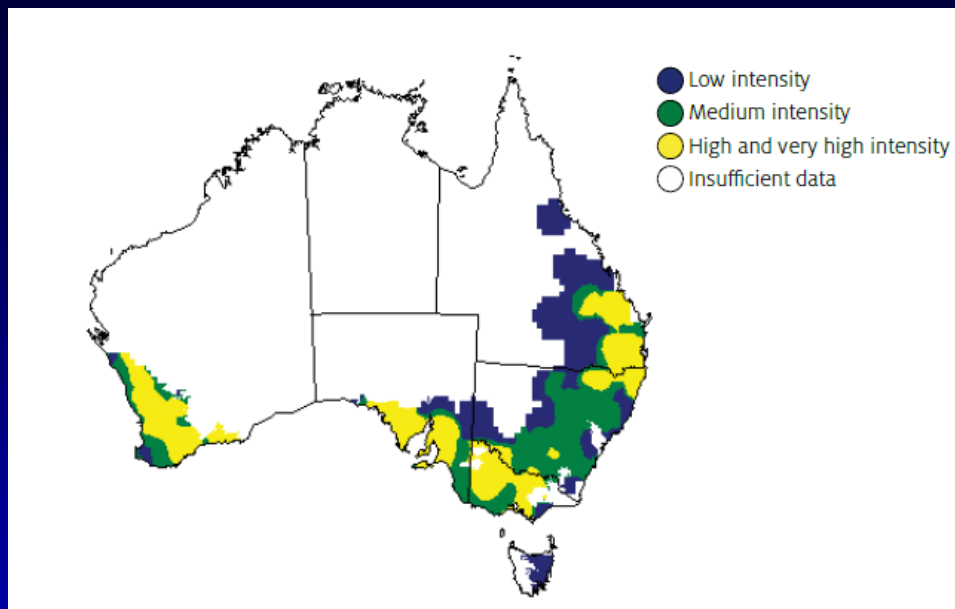 Low intensity
Medium intensity
High and very high intensity
Insufficient data